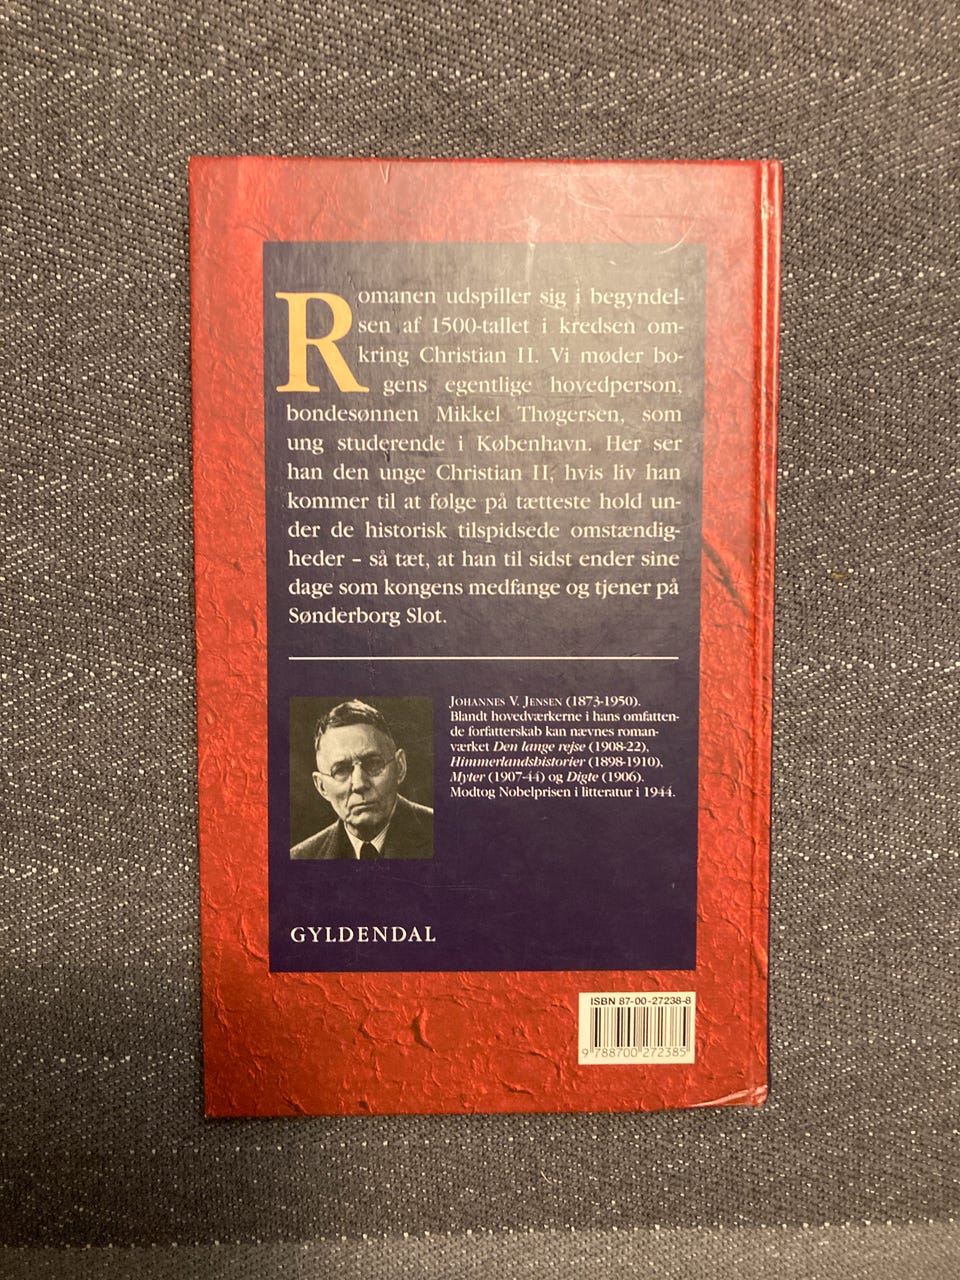 Romanen udspiller sig i begyndel-
sen af 1500-tallet i kredsen om-
kring Christian II. Vi møder bo-
gens egentlige hovedperson,
bondesønnen Mikkel Thøgersen, som
ung studerende i København. Her ser
han den unge Christian II, hvis liv han
kommer til at følge på tætteste hold un-
der de historisk tilspidsede omstændig-
heder – så tæt, at han til sidst ender sine
dage som kongens medfange og tjener på
Sønderborg Slot.
JOHANNES V. JENSEN (1873-1950).
Blandt hovedværkerne i hans omfatten-
de forfatterskab kan nævnes roman-
værket Den lange rejse (1908-22),
Himmerlandshistorier (1898-1910),
Myter (1907-44) og Digte (1906).
Modtog Nobelprisen i litteratur i 1944.
GYLDENDAL
ISBN 87-00-27238-8
9 788700 272385